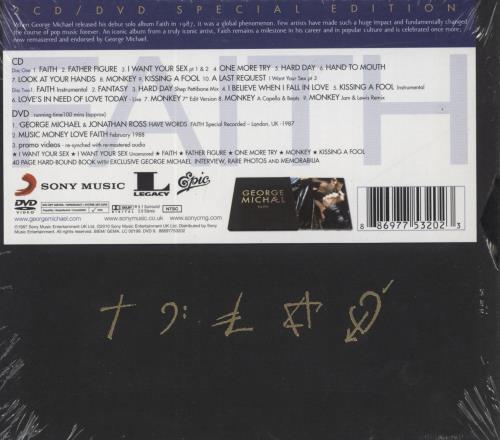 2CD/DVD SPECIAL EDITION
When George Michael released his debut solo album Faith in 1987, it was a global phenomenon. Few artists have made such a huge impact and fundamentally changed
the course of pop music forever. An iconic album from a truly iconic artist, Faith remains a milestone in his career and in popular culture and is celebrated once more;
now remastered and endorsed by George Michael.
FAITH
CD
Disc One 1. FAITH 2. FATHER FIGURE 3. I WANT YOUR SEX pt 1 & 2 4. ONE MORE TRY 5. HARD DAY 6. HAND TO MOUTH
7. LOOK AT YOUR HANDS 8. MONKEY 9. KISSING A FOOL 10. A LAST REQUEST I Want Your Sex pt 3
Disc Two 1. FAITH Instrumental 2. FANTASY 3. HARD DAY Shep Pettibone Mix 4. I BELIEVE WHEN I FALL IN LOVE 5. KISSING A FOOL Instrumental
6. LOVE'S IN NEED OF LOVE TODAY - Live 7. MONKEY 7" Edit Version 8. MONKEY A Capella & Beats 9. MONKEY Jam & Lewis Remix
DVD - running time 100 mins (approx)
1. GEORGE MICHAEL & JONATHAN ROSS HAVE WORDS FAITH Special Recorded – London, UK -1987
2. MUSIC MONEY LOVE FAITH February 1988
3. promo videos - re-synched with re-mastered audio
★ I WANT YOUR SEX ★ I WANT YOUR SEX Uncensored ★ FAITH ★ FATHER FIGURE ★ ONE MORE TRY ★ MONKEY ★ KISSING A FOOL
40 PAGE HARD-BOUND BOOK with EXCLUSIVE GEORGE MICHAEL INTERVIEW, RARE PHOTOS and MEMORABILIA
SONY MUSIC
L
LEGACY
Epic
GEORGE
MICHAEL
FAITH
8 86977 53202 3
DVD
VIDEO
NTSC
www.georgemichael.com
www.sonymusic.co.uk
www.sonybmg.com